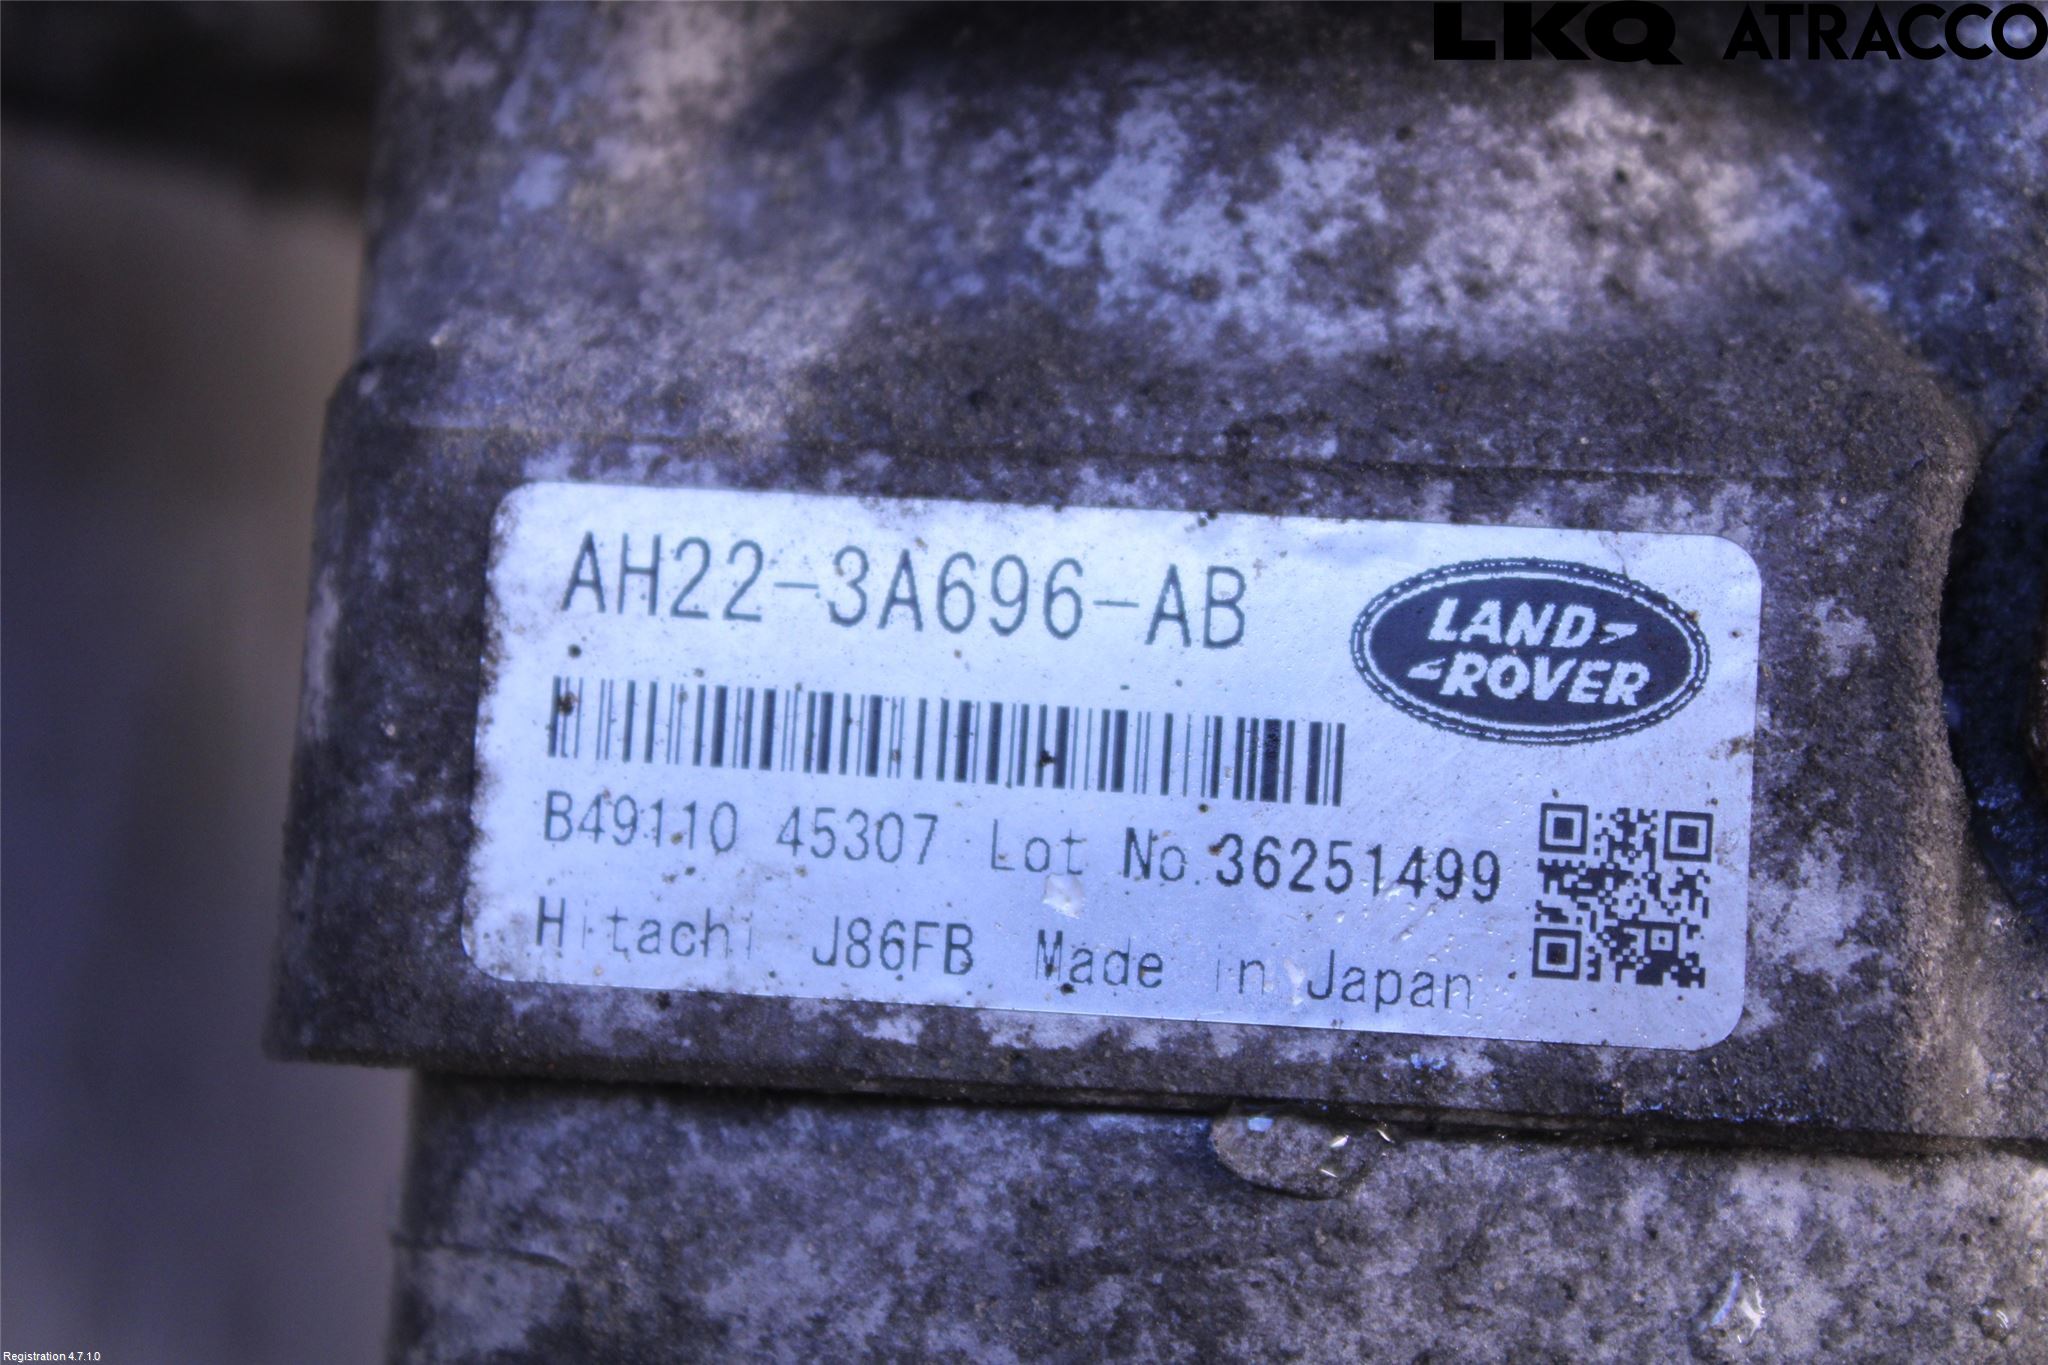 LKQ ATRACCO
AH22-3A696-AB
LAND
ROVER
B49110 45307 Lot No.36251499
Hitachi J86FB Made in Japan
Registration 4.7.1.0